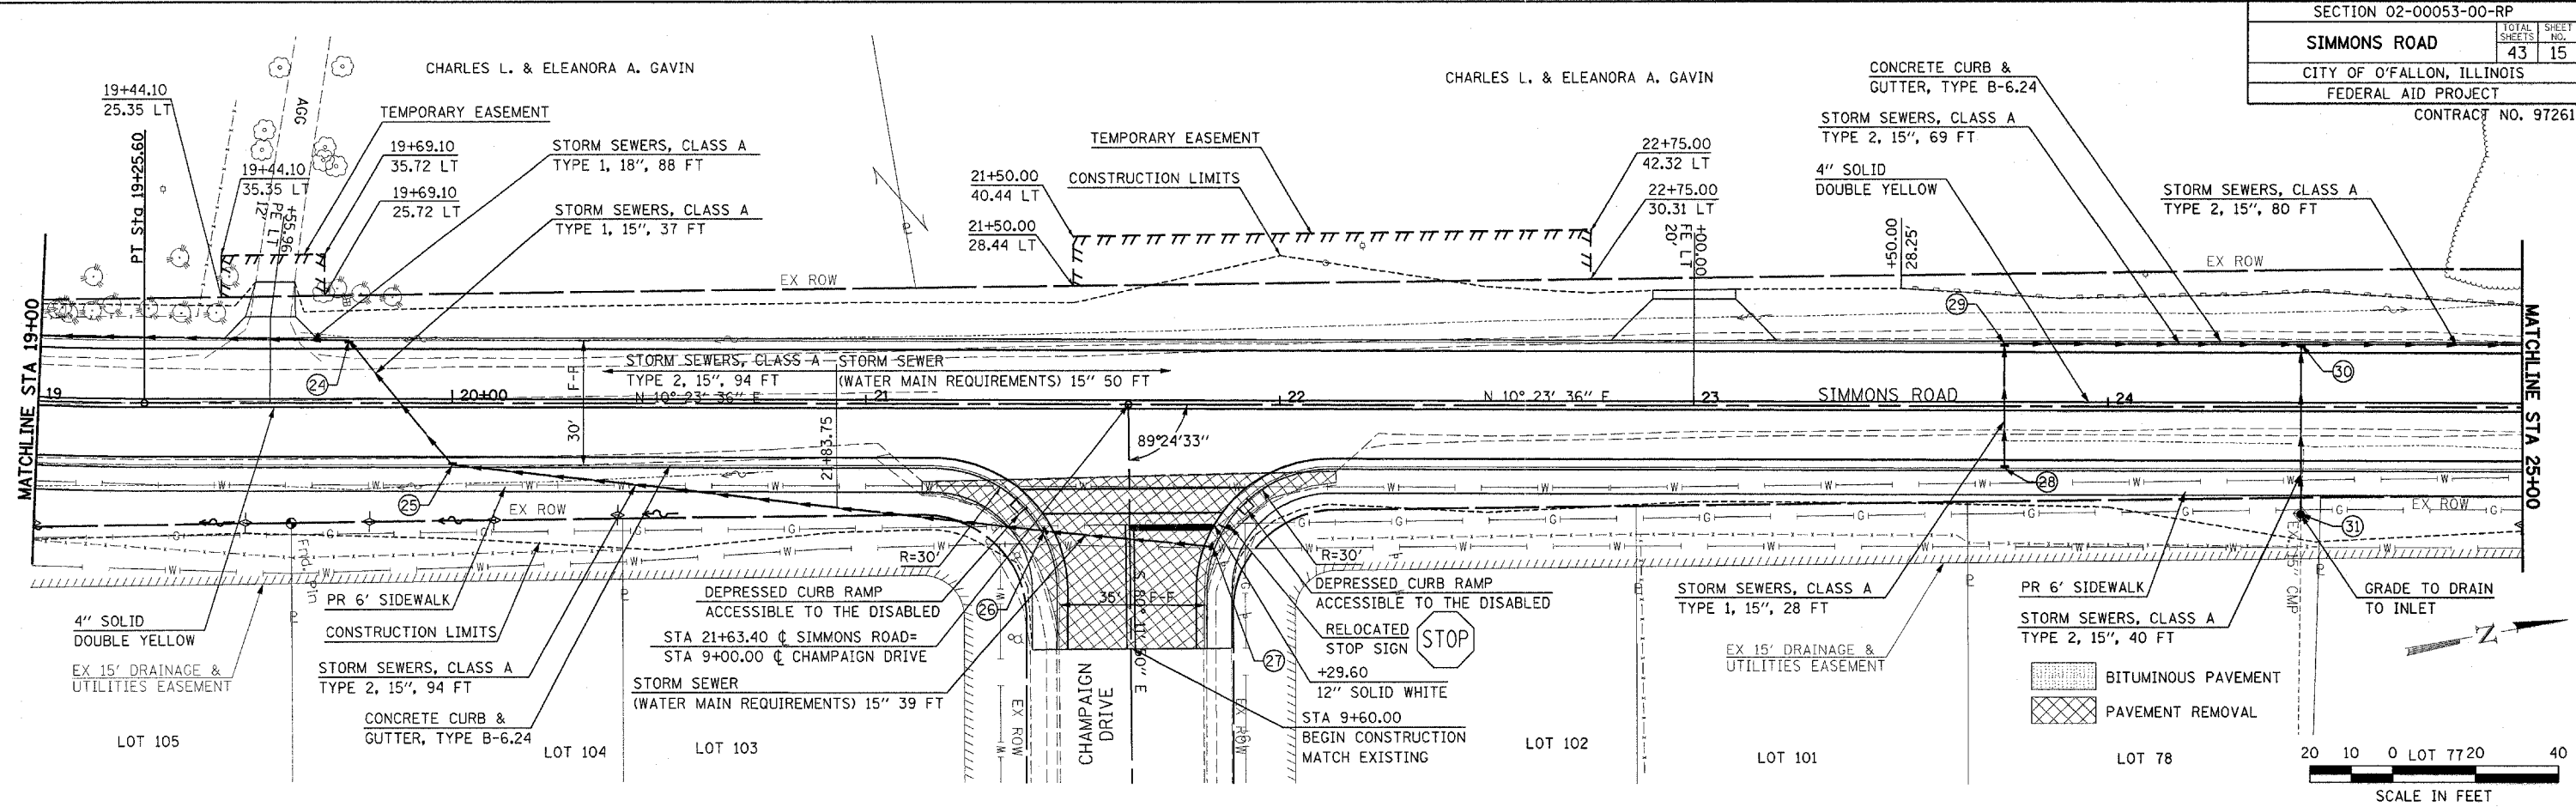 SECTION 02-00053-00-RP
SIMMONS ROAD
TOTAL SHEETS
SHEET NO.
43
15
CITY OF O'FALLON, ILLINOIS
FEDERAL AID PROJECT
CONTRACT NO. 97261
CHARLES L. & ELEANORA A. GAVIN
CHARLES L. & ELEANORA A. GAVIN
CONCRETE CURB &
GUTTER, TYPE B-6.24
19+44.10
25.35 LT
AGG
TEMPORARY EASEMENT
PT Sta 19+25.60
19+44.10
35.35 LT
+55.96
PE LT
12'
19+69.10
35.72 LT
19+69.10
25.72 LT
STORM SEWERS, CLASS A
TYPE 1, 18", 88 FT
STORM SEWERS, CLASS A
TYPE 1, 15", 37 FT
TEMPORARY EASEMENT
CONSTRUCTION LIMITS
21+50.00
40.44 LT
21+50.00
28.44 LT
22+75.00
42.32 LT
22+75.00
30.31 LT
+00.00
FE LT
20'
STORM SEWERS, CLASS A
TYPE 2, 15", 69 FT
4" SOLID
DOUBLE YELLOW
+50.00
28.25'
STORM SEWERS, CLASS A
TYPE 2, 15", 80 FT
EX ROW
EX ROW
MATCHLINE STA 19+00
MATCHLINE STA 25+00
24
29
30
F-F
30'
STORM SEWERS, CLASS A
TYPE 2, 15", 94 FT
STORM SEWER
(WATER MAIN REQUIREMENTS) 15" 50 FT
19
20+00
N 10° 23' 36" E
21
22
N 10° 23' 36" E
23
SIMMONS ROAD
24
21+83.75
89°24'33"
25
28
31
W
G
EX ROW
EX ROW
Fnd. Pin
R=30'
R=30'
EX 15" CMP
4" SOLID
DOUBLE YELLOW
EX 15' DRAINAGE &
UTILITIES EASEMENT
PR 6' SIDEWALK
CONSTRUCTION LIMITS
STORM SEWERS, CLASS A
TYPE 2, 15", 94 FT
CONCRETE CURB &
GUTTER, TYPE B-6.24
DEPRESSED CURB RAMP
ACCESSIBLE TO THE DISABLED
26
STA 21+63.40 ℄ SIMMONS ROAD=
STA 9+00.00 ℄ CHAMPAIGN DRIVE
STORM SEWER
(WATER MAIN REQUIREMENTS) 15" 39 FT
35' F-F
EX ROW
CHAMPAIGN
DRIVE
EX ROW
27
DEPRESSED CURB RAMP
ACCESSIBLE TO THE DISABLED
RELOCATED
STOP SIGN
STOP
+29.60
12" SOLID WHITE
STA 9+60.00
BEGIN CONSTRUCTION
MATCH EXISTING
STORM SEWERS, CLASS A
TYPE 1, 15", 28 FT
EX 15' DRAINAGE &
UTILITIES EASEMENT
PR 6' SIDEWALK
STORM SEWERS, CLASS A
TYPE 2, 15", 40 FT
GRADE TO DRAIN
TO INLET
Z
BITUMINOUS PAVEMENT
PAVEMENT REMOVAL
LOT 105
LOT 104
LOT 103
LOT 102
LOT 101
LOT 78
LOT 77
20 10 0 20 40
SCALE IN FEET